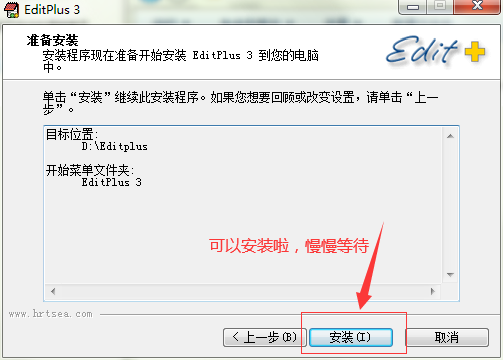 EditPlus 3
准备安装
安装程序现在准备开始安装 EditPlus 3 到您的电脑
中。
Edit+
单击“安装”继续此安装程序。如果您想要回顾或改变设置，请单击“上一
步”。
目标位置:
D:\Editplus
开始菜单文件夹:
EditPlus 3
可以安装啦，慢慢等待
www.hrtsea.com
< 上一步(B)
安装(I)
取消